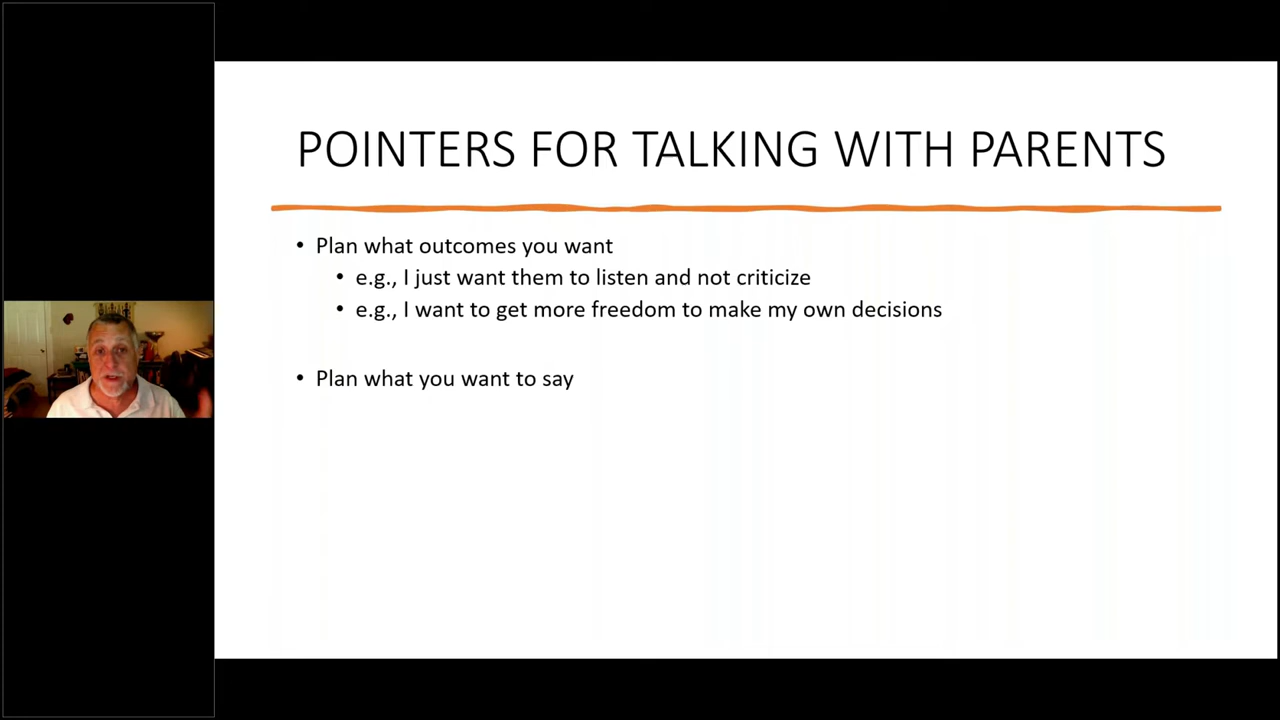 POINTERS FOR TALKING WITH PARENTS
• Plan what outcomes you want
• e.g., I just want them to listen and not criticize
• e.g., I want to get more freedom to make my own decisions
• Plan what you want to say